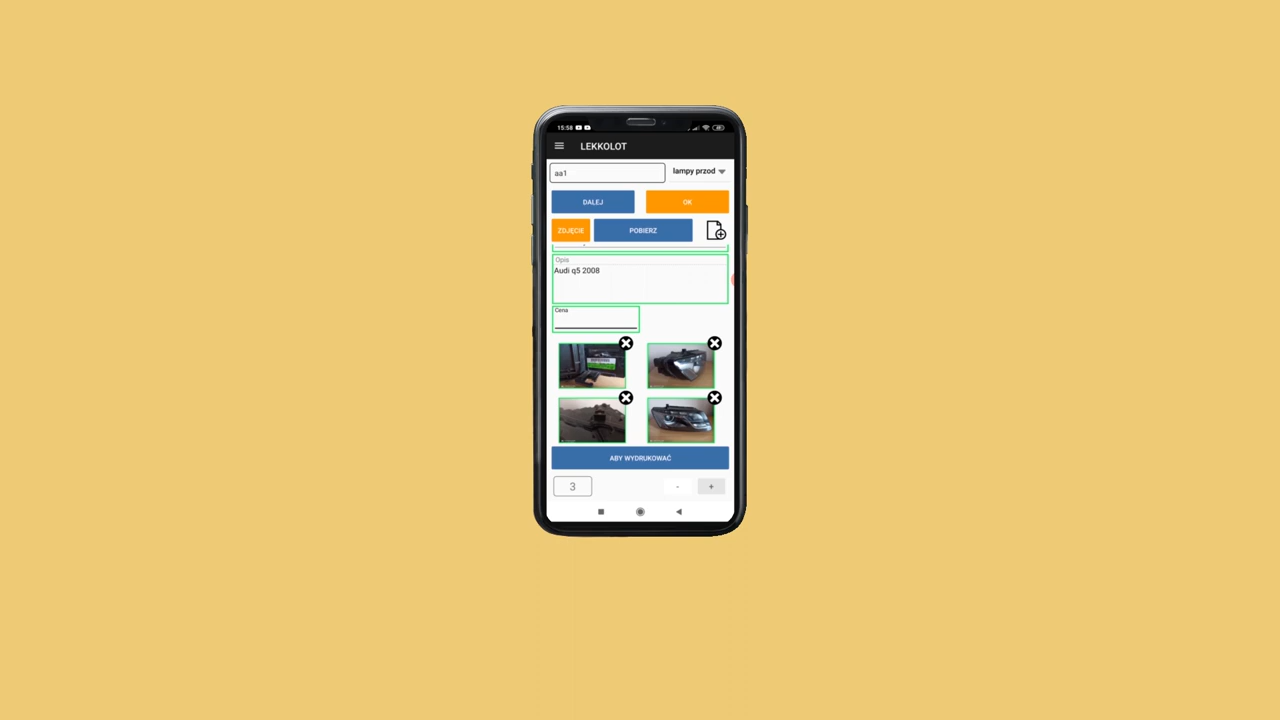 15:58
LEKKOLOT
aa1
lampy przod
DALEJ
OK
ZDJĘCIE
POBIERZ
Opis
Audi q5 2008
Cena
ABY WYDRUKOWAĆ
3
-
+